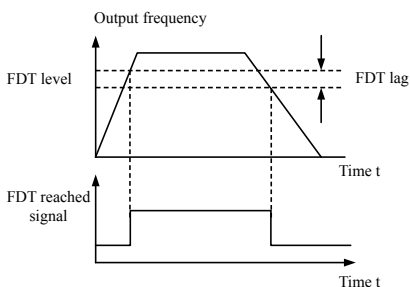 Output frequency
FDT level
FDT lag
Time t
FDT reached
signal
Time t